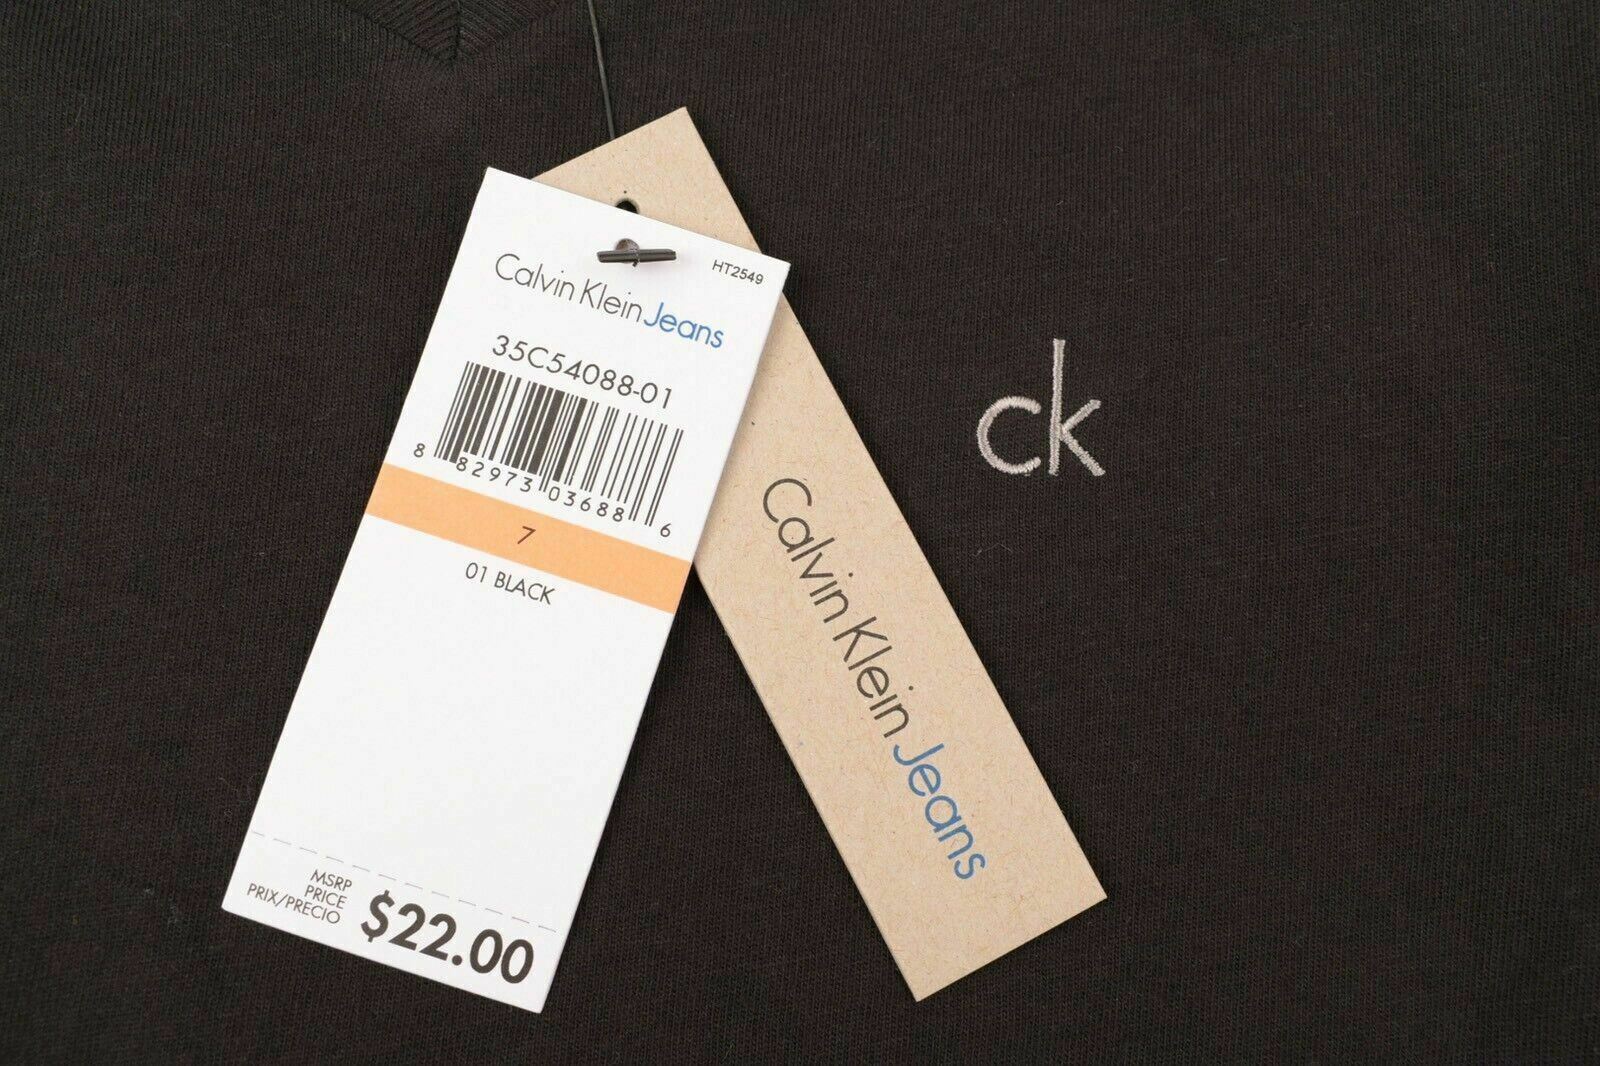 HT2549
Calvin Klein Jeans
35C54088-01
8 82973 03688 6
7
01 BLACK
MSRP
PRICE
PRIX/PRECIO
$22.00
Calvin Klein Jeans
ck